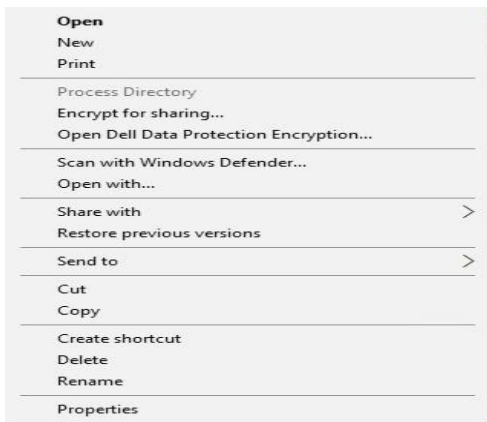 Open
New
Print
Process Directory
Encrypt for sharing...
Open Dell Data Protection Encryption...
Scan with Windows Defender...
Open with...
Share with
Restore previous versions
Send to
Cut
Copy
Create shortcut
Delete
Rename
Properties